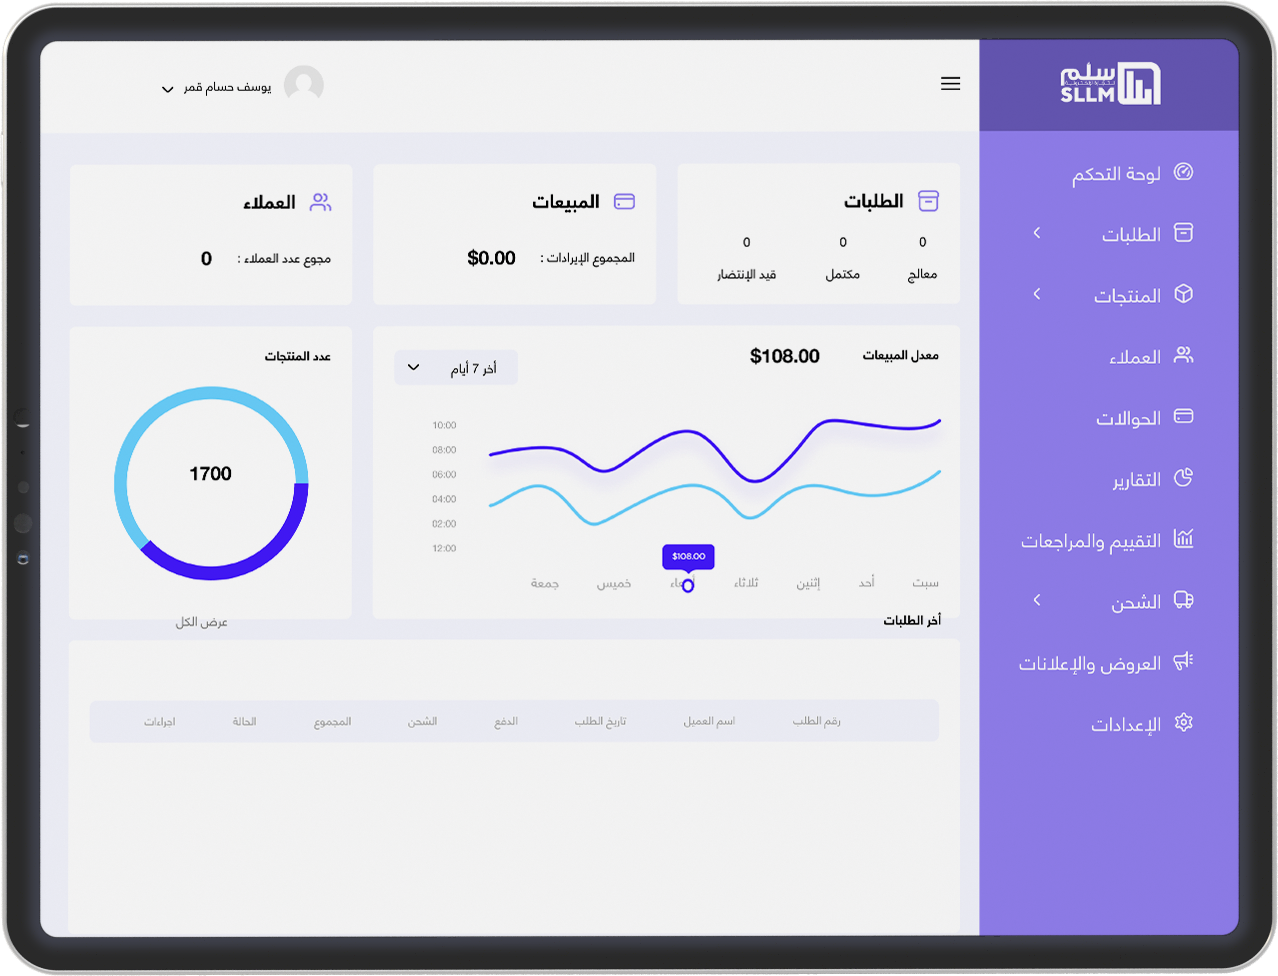 سلم
SLLM
لوحة التحكم
الطلبات
المنتجات
العملاء
الحوالات
التقارير
التقييم والمراجعات
الشحن
العروض والإعلانات
الإعدادات
يوسف حسام قمر
الطلبات
0 0 0
معالج مكتمل قيد الإنتضار
المبيعات
المجموع الإيرادات : $0.00
العملاء
مجوع عدد العملاء : 0
معدل المبيعات $108.00
أخر 7 أيام
10:00
08:00
06:00
04:00
02:00
12:00
$108.00
سبت أحد إثنين ثلاثاء خميس جمعة
عدد المنتجات
1700
أخر الطلبات
عرض الكل
رقم الطلب اسم العميل تاريخ الطلب الدفع الشحن المجموع الحالة اجراءات